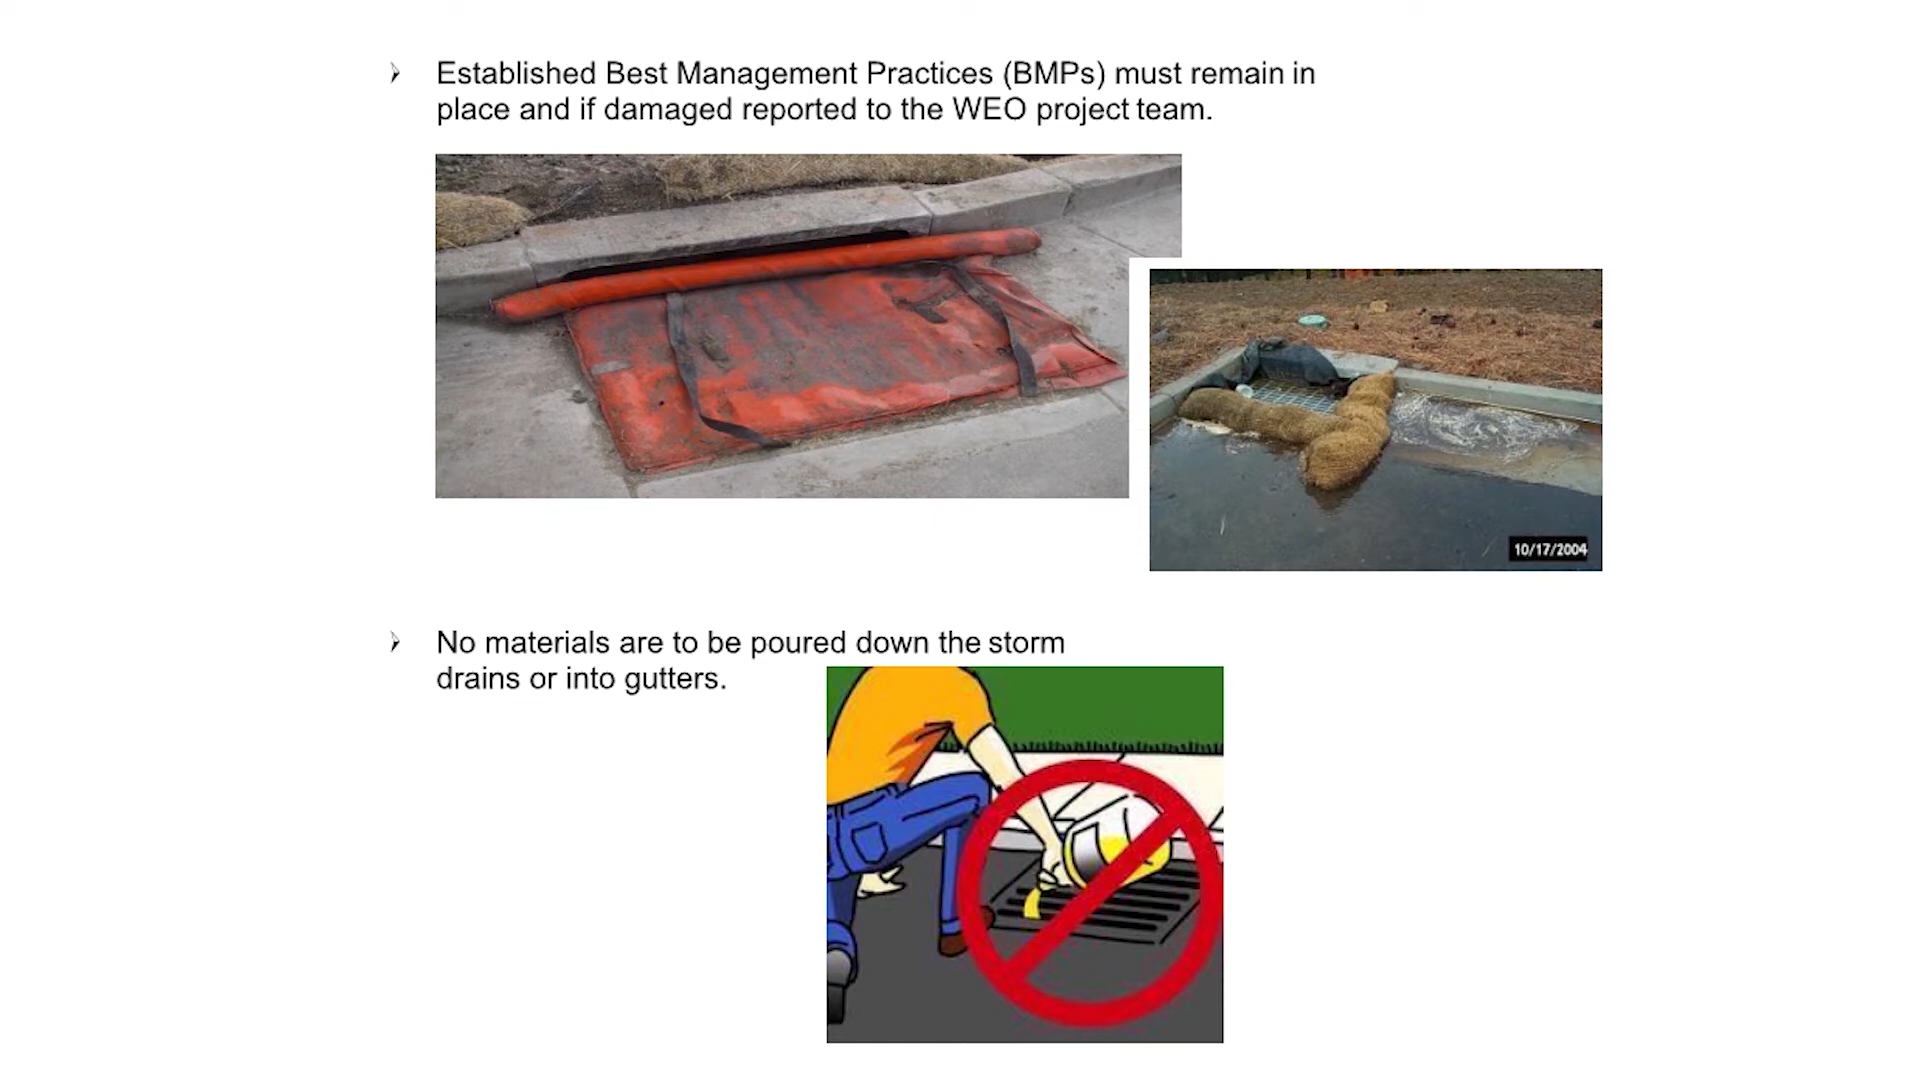 Established Best Management Practices (BMPs) must remain in
place and if damaged reported to the WEO project team.
10/17/2004
No materials are to be poured down the storm
drains or into gutters.